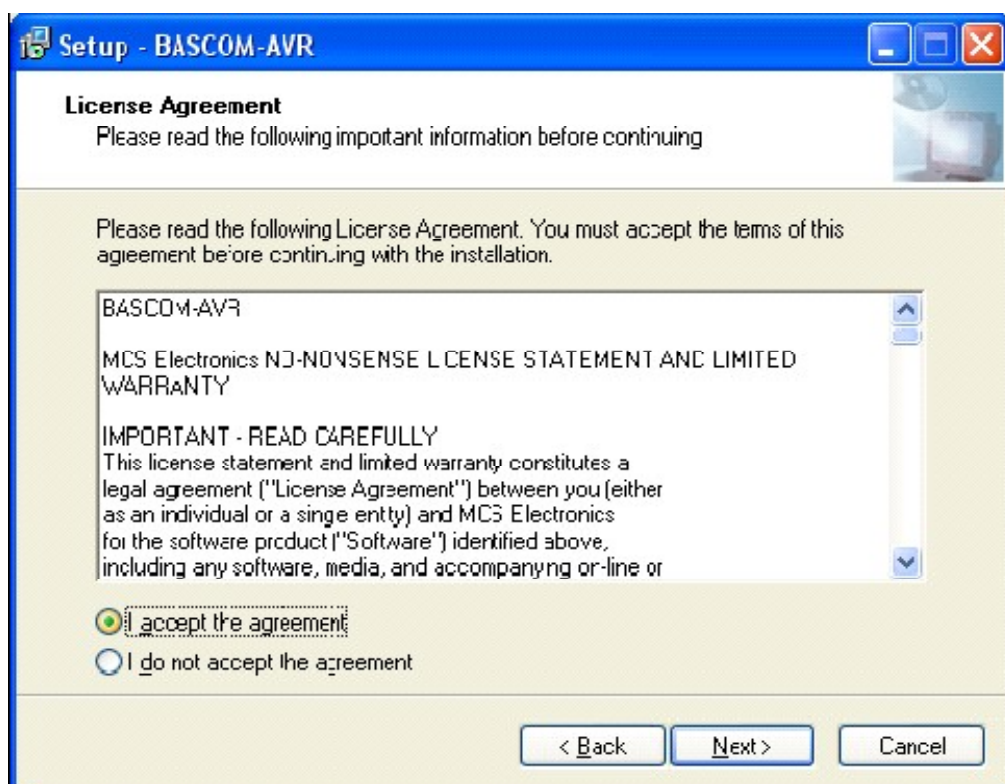 Setup - BASCOM-AVR
License Agreement
Please read the following important information before continuing
Please read the following License Agreement. You must accept the terms of this
agreement before continuing with the installation.
BASCOM-AVR
MCS Electronics NO-NONSENSE LICENSE STATEMENT AND LIMITED
WARRANTY
IMPORTANT - READ CAREFULLY
This license statement and limited warranty constitutes a
legal agreement ("License Agreement") between you (either
as an individual or a singe entity) and MCS Electronics
for the software product ("Software") identified above,
including any software, media, and accompanying on-line or
I accept the agreement
I do not accept the agreement
< Back
Next >
Cancel